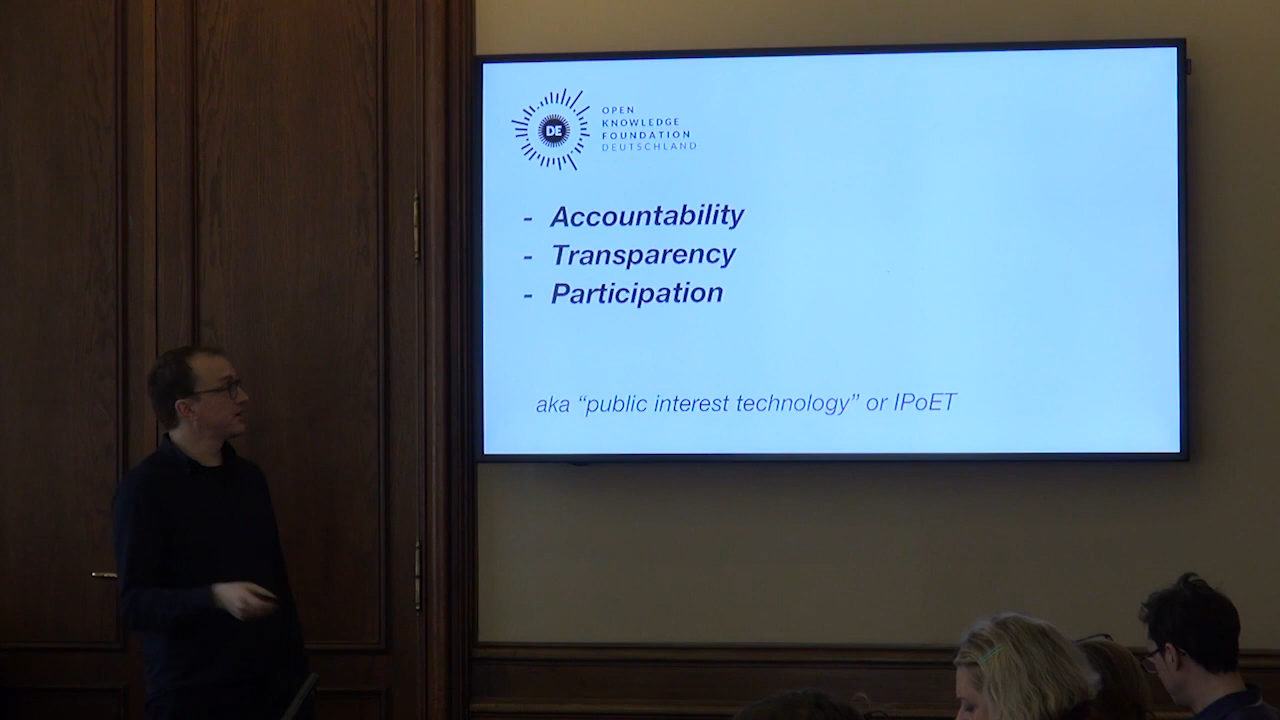 DE
OPEN
KNOWLEDGE
FOUNDATION
DEUTSCHLAND
- Accountability
- Transparency
- Participation
aka “public interest technology” or IPoET